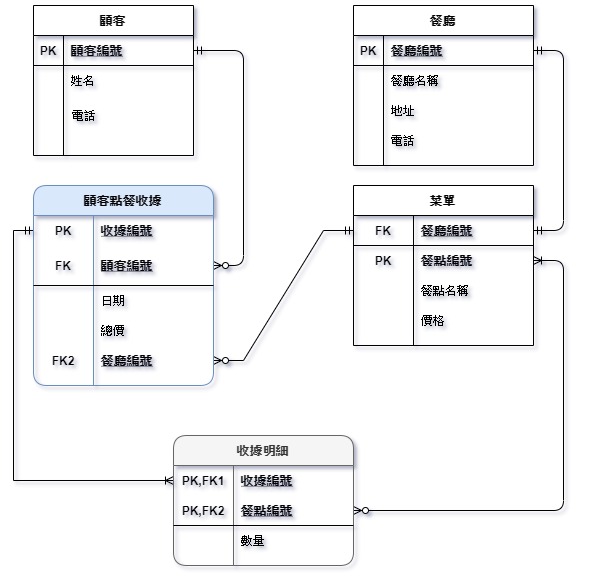 顧客
PK 顧客編號
姓名
電話
餐廳
PK 餐廳編號
餐廳名稱
地址
電話
顧客點餐收據
PK 收據編號
FK 顧客編號
日期
總價
FK2 餐廳編號
菜單
FK 餐廳編號
PK 餐點編號
餐點名稱
價格
收據明細
PK,FK1 收據編號
PK,FK2 餐點編號
數量